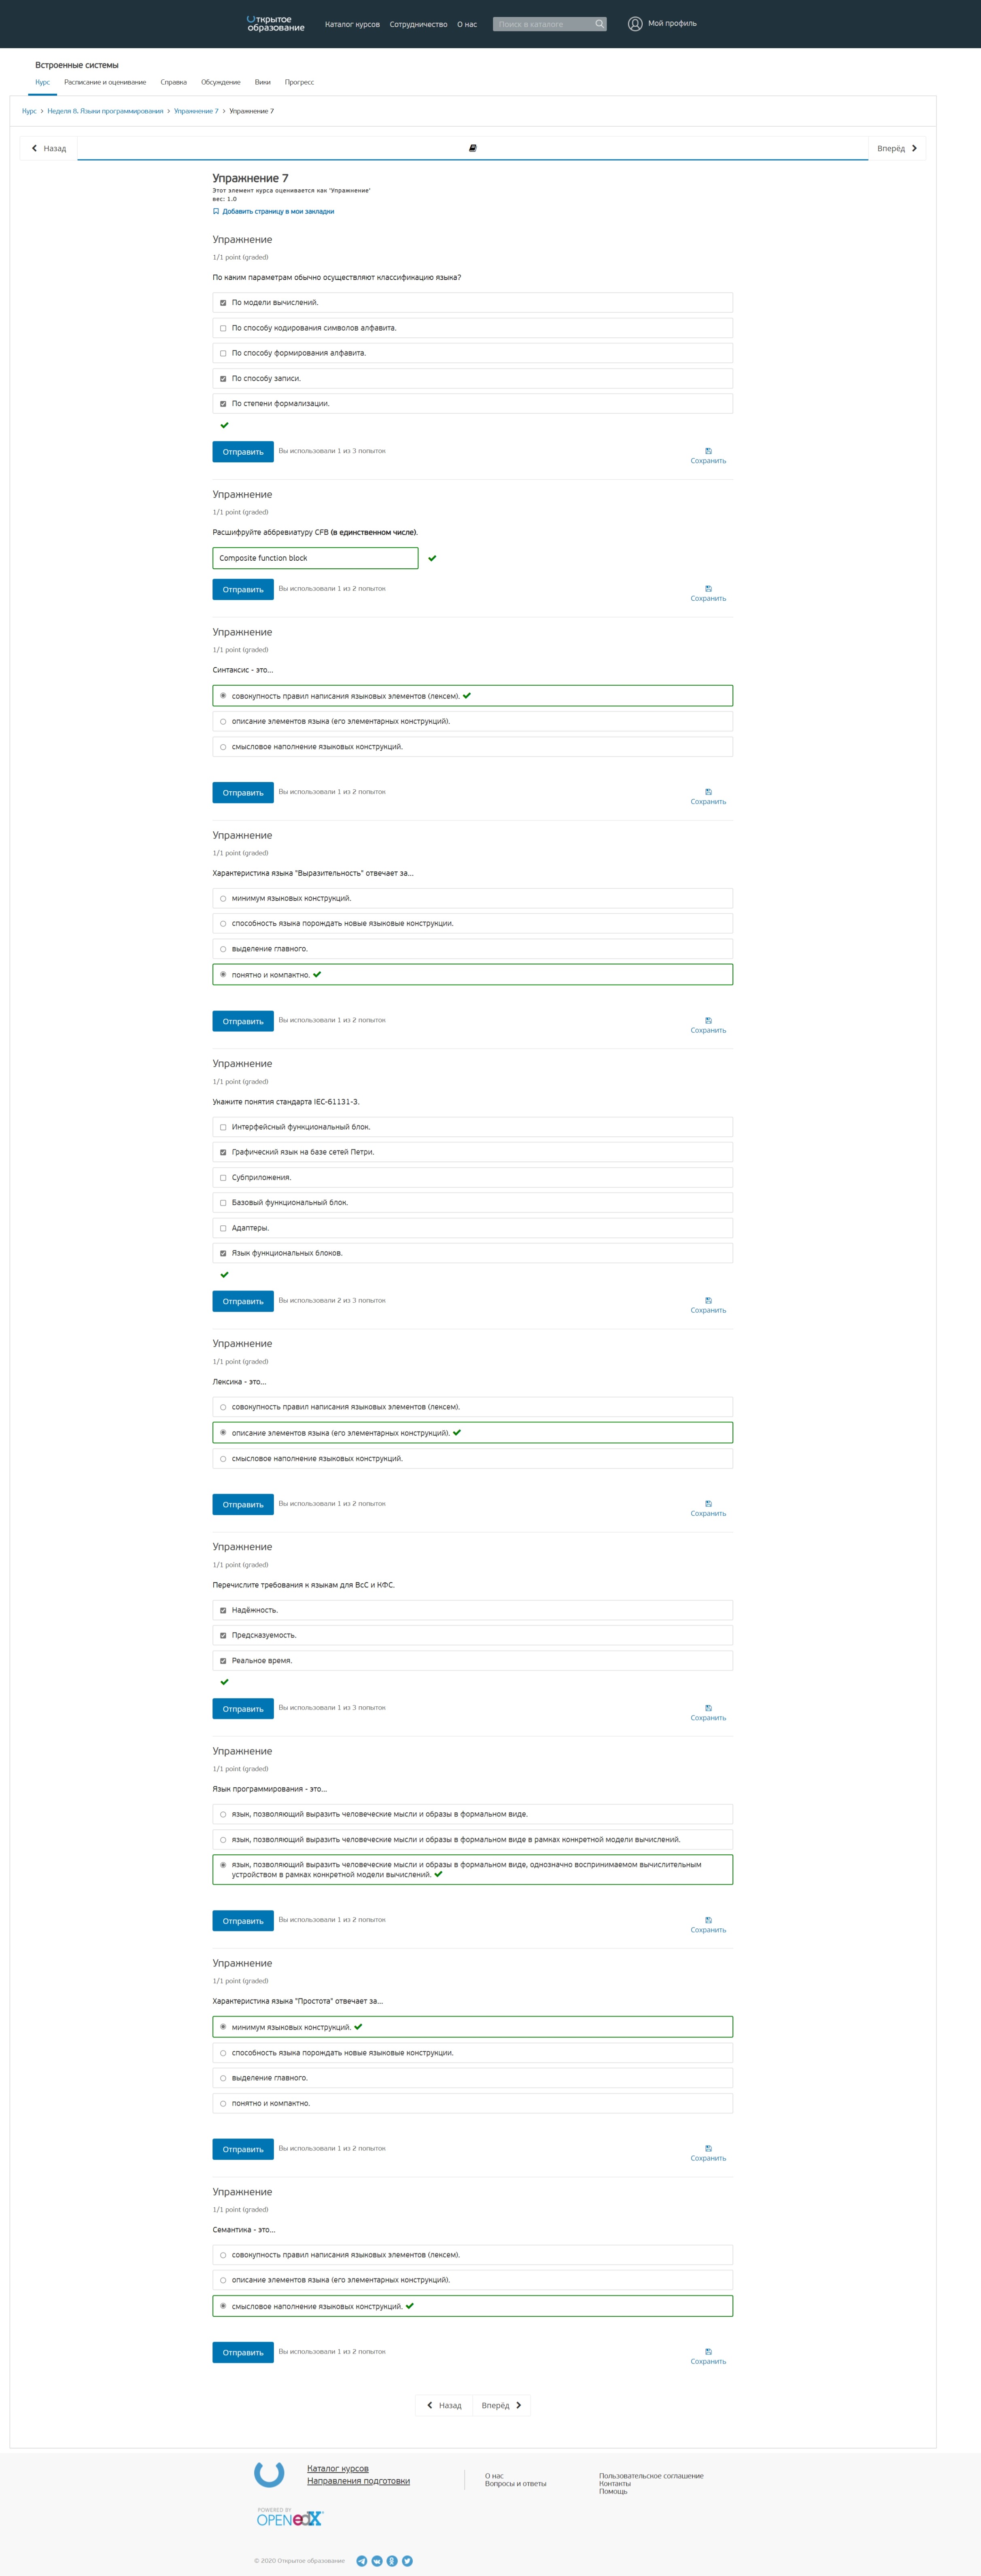 Открытое
образование
Каталог курсов
Сотрудничество
О нас
Поиск в каталоге
Мой профиль
Встроенные системы
Курс
Расписание и оценивание
Справка
Обсуждение
Вики
Прогресс
Курс > Неделя 8. Языки программирования > Упражнение 7 > Упражнение 7
Назад
Вперёд
Упражнение 7
Этот элемент курса оценивается как 'Упражнение'
вес: 1.0
Добавить страницу в мои закладки
Упражнение
1/1 point (graded)
По каким параметрам обычно осуществляют классификацию языка?
По модели вычислений.
По способу кодирования символов алфавита.
По способу формирования алфавита.
По способу записи.
По степени формализации.
Отправить
Вы использовали 1 из 3 попыток
Сохранить
Упражнение
1/1 point (graded)
Расшифруйте аббревиатуру CFB (в единственном числе).
Composite function block
Отправить
Вы использовали 1 из 2 попыток
Сохранить
Упражнение
1/1 point (graded)
Синтаксис - это...
совокупность правил написания языковых элементов (лексем).
описание элементов языка (его элементарных конструкций).
смысловое наполнение языковых конструкций.
Отправить
Вы использовали 1 из 2 попыток
Сохранить
Упражнение
1/1 point (graded)
Характеристика языка "Выразительность" отвечает за...
минимум языковых конструкций.
способность языка порождать новые языковые конструкции.
выделение главного.
понятно и компактно.
Отправить
Вы использовали 1 из 2 попыток
Сохранить
Упражнение
1/1 point (graded)
Укажите понятия стандарта IEC-61131-3.
Интерфейсный функциональный блок.
Графический язык на базе сетей Петри.
Субприложения.
Базовый функциональный блок.
Адаптеры.
Язык функциональных блоков.
Отправить
Вы использовали 2 из 3 попыток
Сохранить
Упражнение
1/1 point (graded)
Лексика - это...
совокупность правил написания языковых элементов (лексем).
описание элементов языка (его элементарных конструкций).
смысловое наполнение языковых конструкций.
Отправить
Вы использовали 1 из 2 попыток
Сохранить
Упражнение
1/1 point (graded)
Перечислите требования к языкам для ВсС и КФС.
Надёжность.
Предсказуемость.
Реальное время.
Отправить
Вы использовали 1 из 3 попыток
Сохранить
Упражнение
1/1 point (graded)
Язык программирования - это...
язык, позволяющий выразить человеческие мысли и образы в формальном виде.
язык, позволяющий выразить человеческие мысли и образы в формальном виде в рамках конкретной модели вычислений.
язык, позволяющий выразить человеческие мысли и образы в формальном виде, однозначно воспринимаемом вычислительным
устройством в рамках конкретной модели вычислений.
Отправить
Вы использовали 1 из 2 попыток
Сохранить
Упражнение
1/1 point (graded)
Характеристика языка "Простота" отвечает за...
минимум языковых конструкций.
способность языка порождать новые языковые конструкции.
выделение главного.
понятно и компактно.
Отправить
Вы использовали 1 из 2 попыток
Сохранить
Упражнение
1/1 point (graded)
Семантика - это...
совокупность правил написания языковых элементов (лексем).
описание элементов языка (его элементарных конструкций).
смысловое наполнение языковых конструкций.
Отправить
Вы использовали 1 из 2 попыток
Сохранить
Назад
Вперёд
Каталог курсов
Направления подготовки
О нас
Вопросы и ответы
Пользовательское соглашение
Контакты
Помощь
POWERED BY
OPEN edX
© 2020 Открытое образование